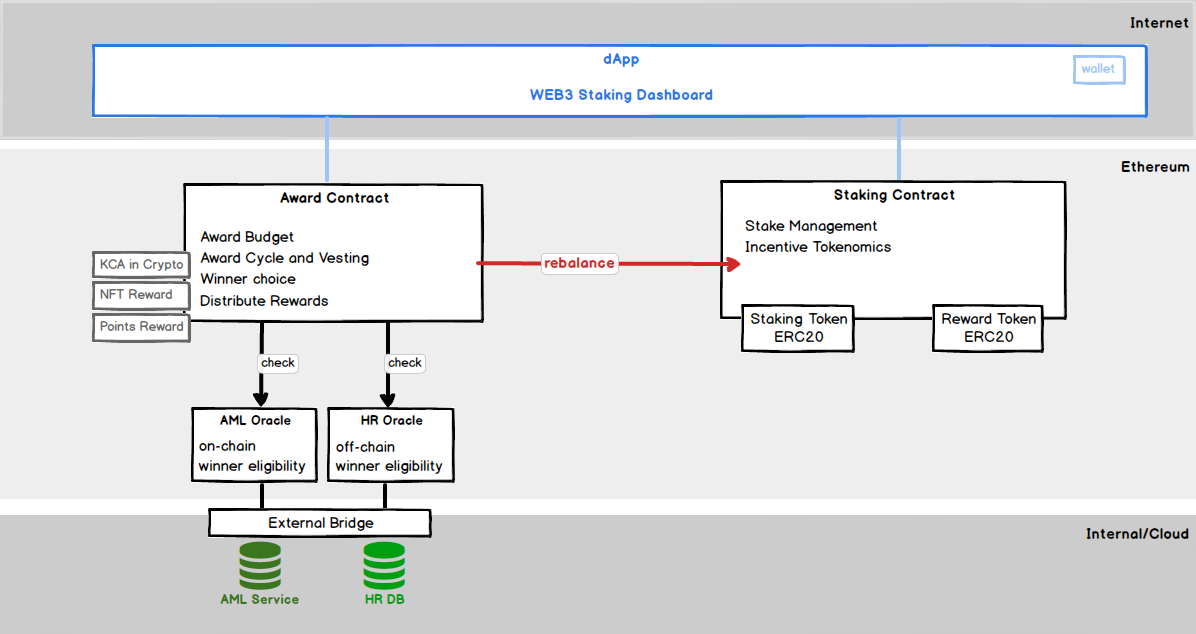 Internet
dApp
wallet
WEB3 Staking Dashboard
Ethereum
Award Contract
Award Budget
Award Cycle and Vesting
Winner choice
Distribute Rewards
KCA in Crypto
NFT Reward
Points Reward
rebalance
Staking Contract
Stake Management
Incentive Tokenomics
Staking Token
ERC20
Reward Token
ERC20
check
check
AML Oracle
on-chain
winner eligibility
HR Oracle
off-chain
winner eligibility
External Bridge
Internal/Cloud
AML Service
HR DB